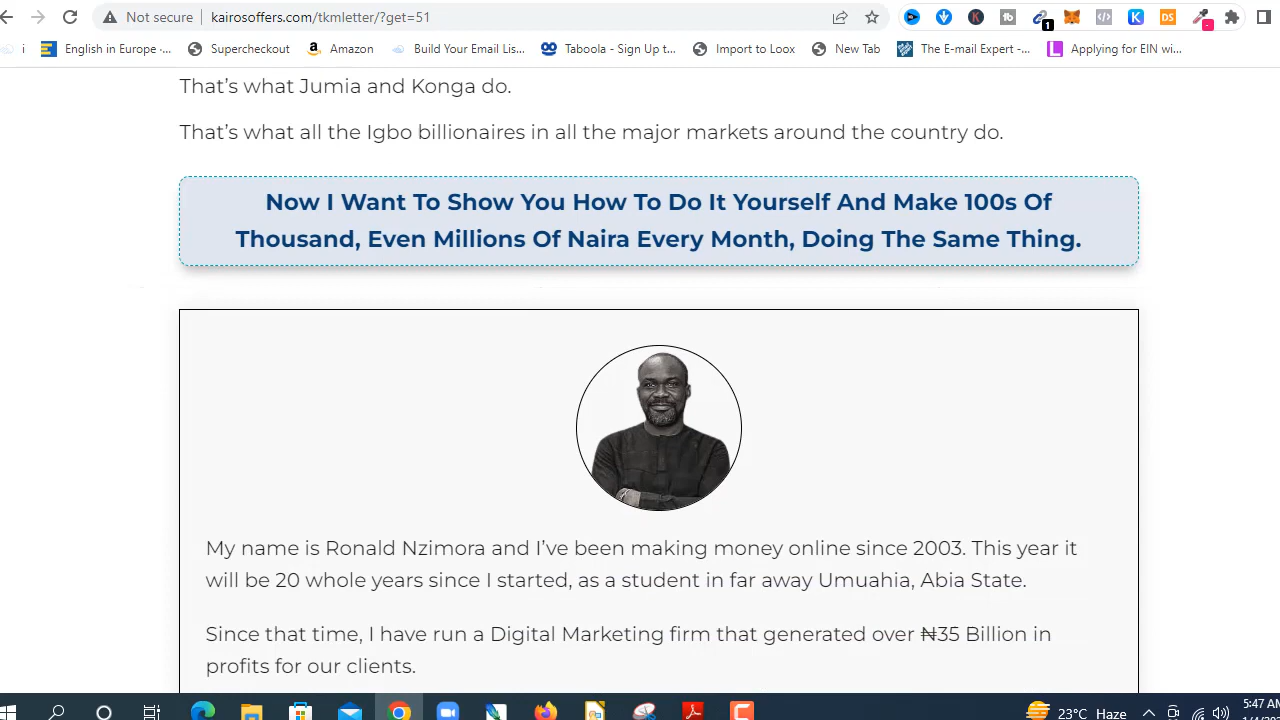 Not secure
kairosoffers.com/tkmletter/?get=51
1
English in Europe -...
Supercheckout
Amazon
Build Your Email Lis...
Taboola - Sign Up t...
Import to Loox
New Tab
The E-mail Expert -...
Applying for EIN wi...
That's what Jumia and Konga do.
That's what all the Igbo billionaires in all the major markets around the country do.
Now I Want To Show You How To Do It Yourself And Make 100s Of
Thousand, Even Millions Of Naira Every Month, Doing The Same Thing.
My name is Ronald Nzimora and I've been making money online since 2003. This year it
will be 20 whole years since I started, as a student in far away Umuahia, Abia State.
Since that time, I have run a Digital Marketing firm that generated over ₦35 Billion in
profits for our clients.
23°C Haze
5:47 AM